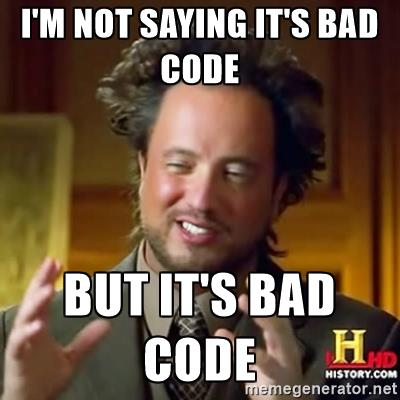 I'M NOT SAYING IT'S BAD
CODE
BUT IT'S BAD
CODE
H HD
HISTORY.COM
memegenerator.net